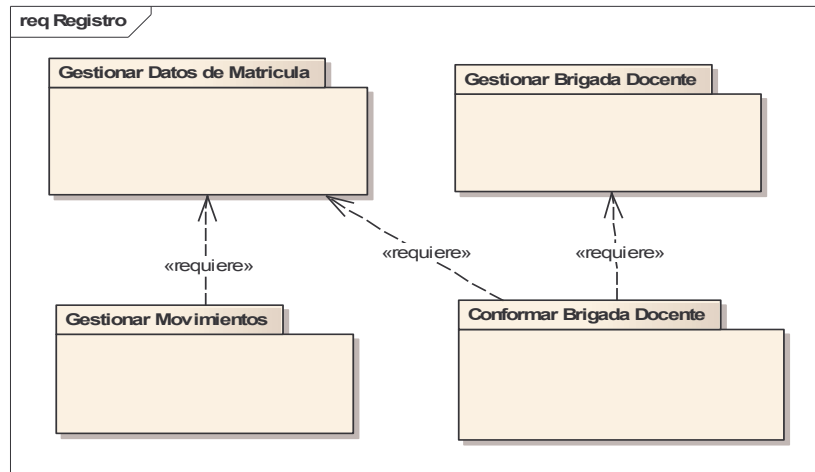 req Registro
Gestionar Datos de Matricula
Gestionar Brigada Docente
«requiere»
«requiere»
«requiere»
Gestionar Movimientos
Conformar Brigada Docente